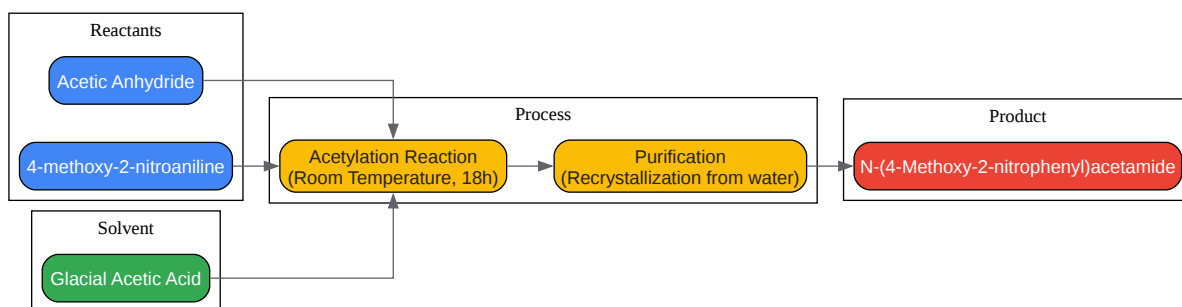 Reactants
Acetic Anhydride
4-methoxy-2-nitroaniline
Solvent
Glacial Acetic Acid
Process
Acetylation Reaction
(Room Temperature, 18h)
Purification
(Recrystallization from water)
Product
N-(4-Methoxy-2-nitrophenyl)acetamide